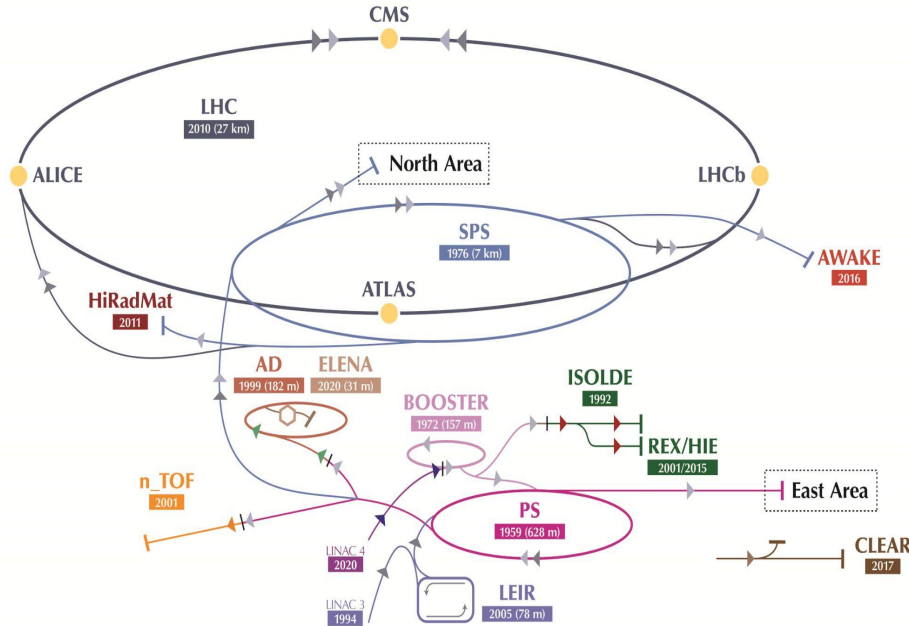 CMS
LHC
2010 (27 km)
North Area
ALICE
LHCb
SPS
1976 (7 km)
AWAKE
2016
ATLAS
HiRadMat
2011
AD
1999 (182 m)
ELENA
2020 (31 m)
ISOLDE
1992
BOOSTER
1972 (157 m)
REX/HIE
2001/2015
n_TOF
2001
East Area
PS
1959 (628 m)
LINAC 4
2020
CLEAR
2017
LINAC 3
1994
LEIR
2005 (78 m)